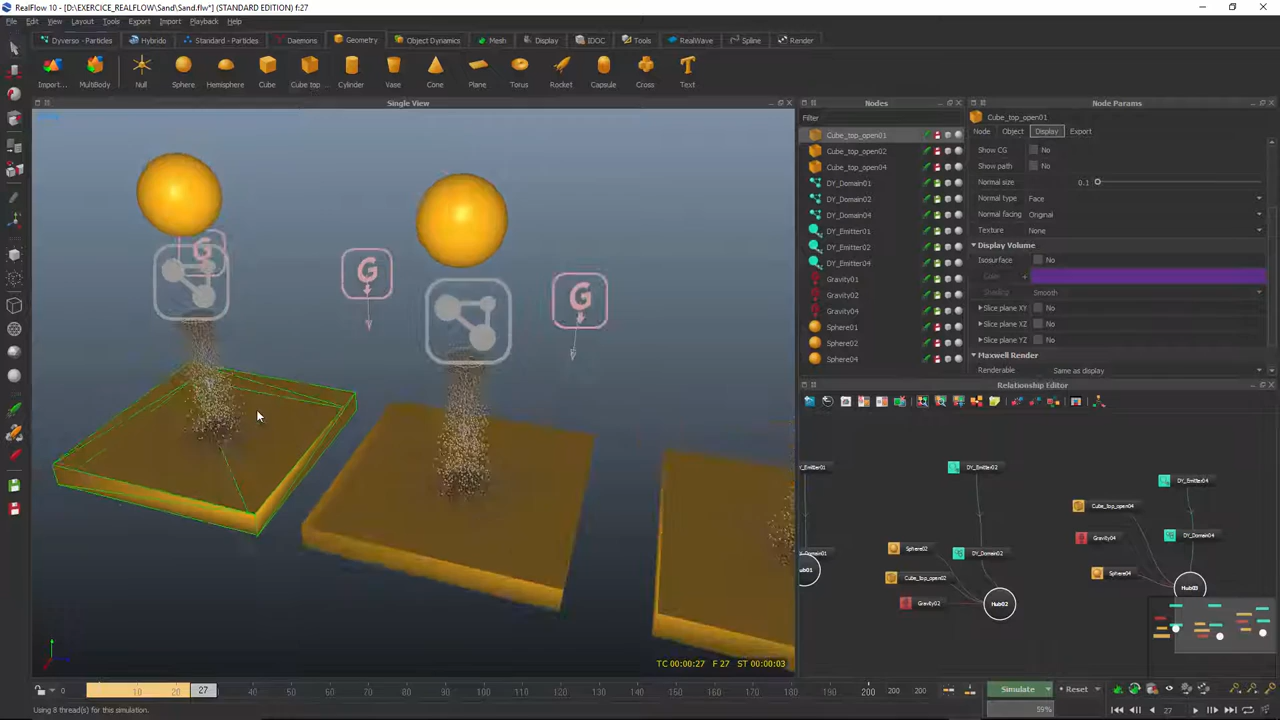 RealFlow 10 - [D:\EXERCICE_REALFLOW\Sand\Sand.flw*] (STANDARD EDITION) f:27
File Edit View Layout Tools Export Import Playback Help
Dyverso - Particles Hybrido Standard - Particles Daemons Geometry Object Dynamics Mesh Display IDOC Tools RealWave Spline Render
Import... MultiBody Null Sphere Hemisphere Cube Cube top ... Cylinder Vase Cone Plane Torus Rocket Capsule Cross Text
Single View
Nodes
Node Params
Filter
Cube_top_open01
Cube_top_open02
Cube_top_open04
DY_Domain01
DY_Domain02
DY_Domain04
DY_Emitter01
DY_Emitter02
DY_Emitter04
Gravity01
Gravity02
Gravity04
Sphere01
Sphere02
Sphere04
Cube_top_open01
Node Object Display Export
Show CG No
Show path No
Normal size 0.1
Normal type Face
Normal facing Original
Texture None
Display Volume
Isosurface No
Color
Shading Smooth
Slice plane XY No
Slice plane XZ No
Slice plane YZ No
Maxwell Render
Renderable Same as display
G
G
G
Relationship Editor
DY_Emitter02
DY_Emitter04
Cube_top_open04
Gravity04
DY_Domain04
Sphere02
DY_Domain02
Sphere04
Cube_top_open02
Hub03
Gravity02
Hub02
TC 00:00:27 F 27 ST 00:00:03
0 10 20 27 40 50 60 70 80 90 100 110 120 130 140 150 160 170 180 190 200 200 200
Simulate Reset
Using 8 thread(s) for this simulation.
59%
27